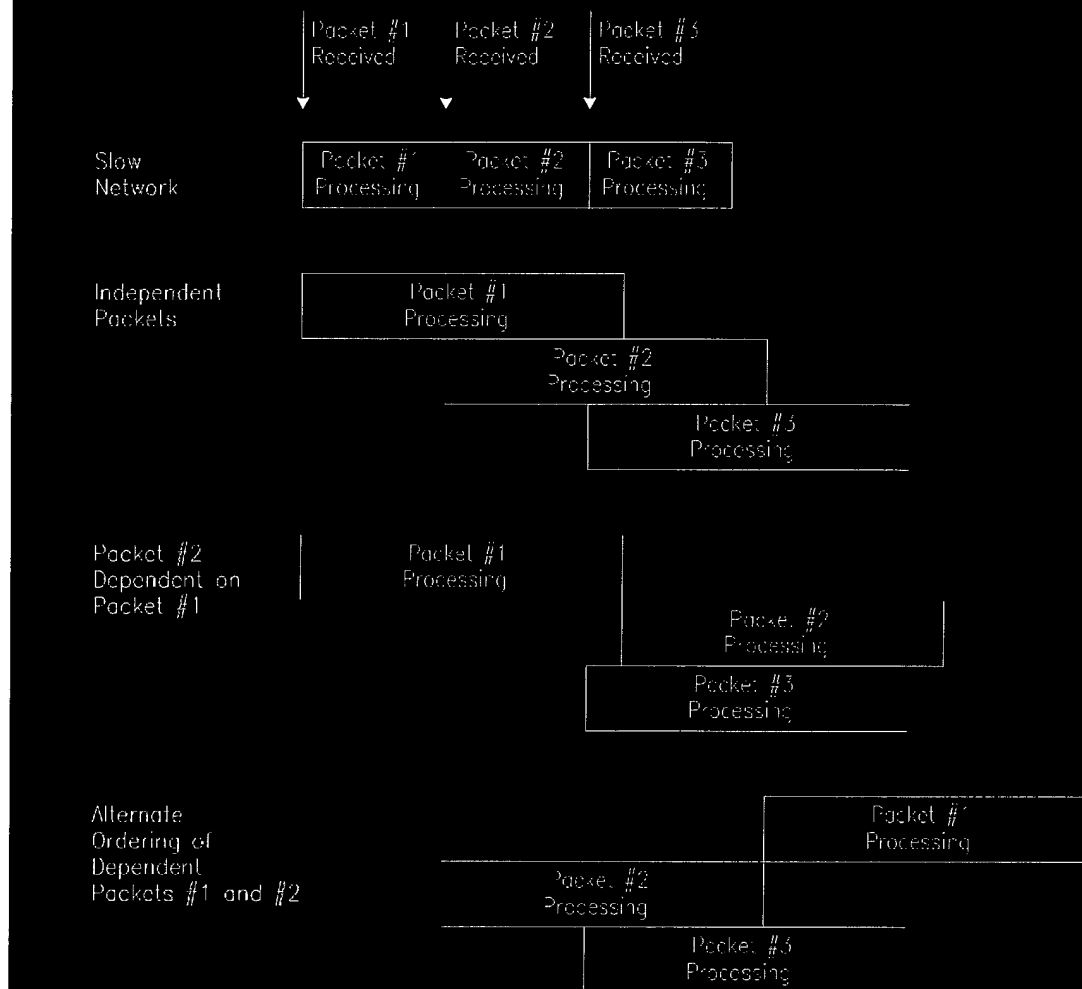 Packet #1
Received
Packet #2
Received
Packet #3
Received
Slow
Network
Packet #1
Processing
Packet #2
Processing
Packet #3
Processing
Independent
Packets
Packet #1
Processing
Packet #2
Processing
Packet #3
Processing
Packet #2
Dependent on
Packet #1
Packet #1
Processing
Packet #2
Processing
Packet #3
Processing
Alternate
Ordering of
Dependent
Packets #1 and #2
Packet #1
Processing
Packet #2
Processing
Packet #3
Processing